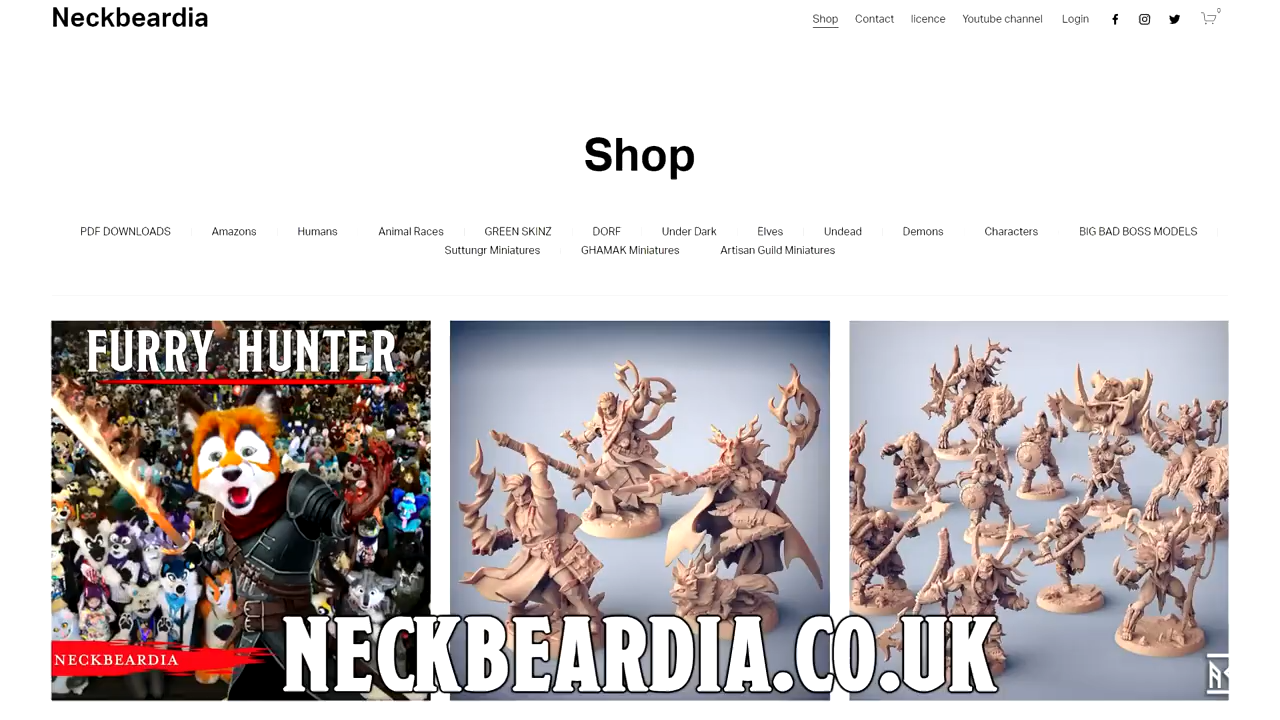 Neckbeardia
Shop Contact licence Youtube channel Login 0
Shop
PDF DOWNLOADS Amazons Humans Animal Races GREEN SKINZ DORF Under Dark Elves Undead Demons Characters BIG BAD BOSS MODELS
Suttungr Miniatures GHAMAK Miniatures Artisan Guild Miniatures
FURRY HUNTER
NECKBEARDIA
NECKBEARDIA.CO.UK